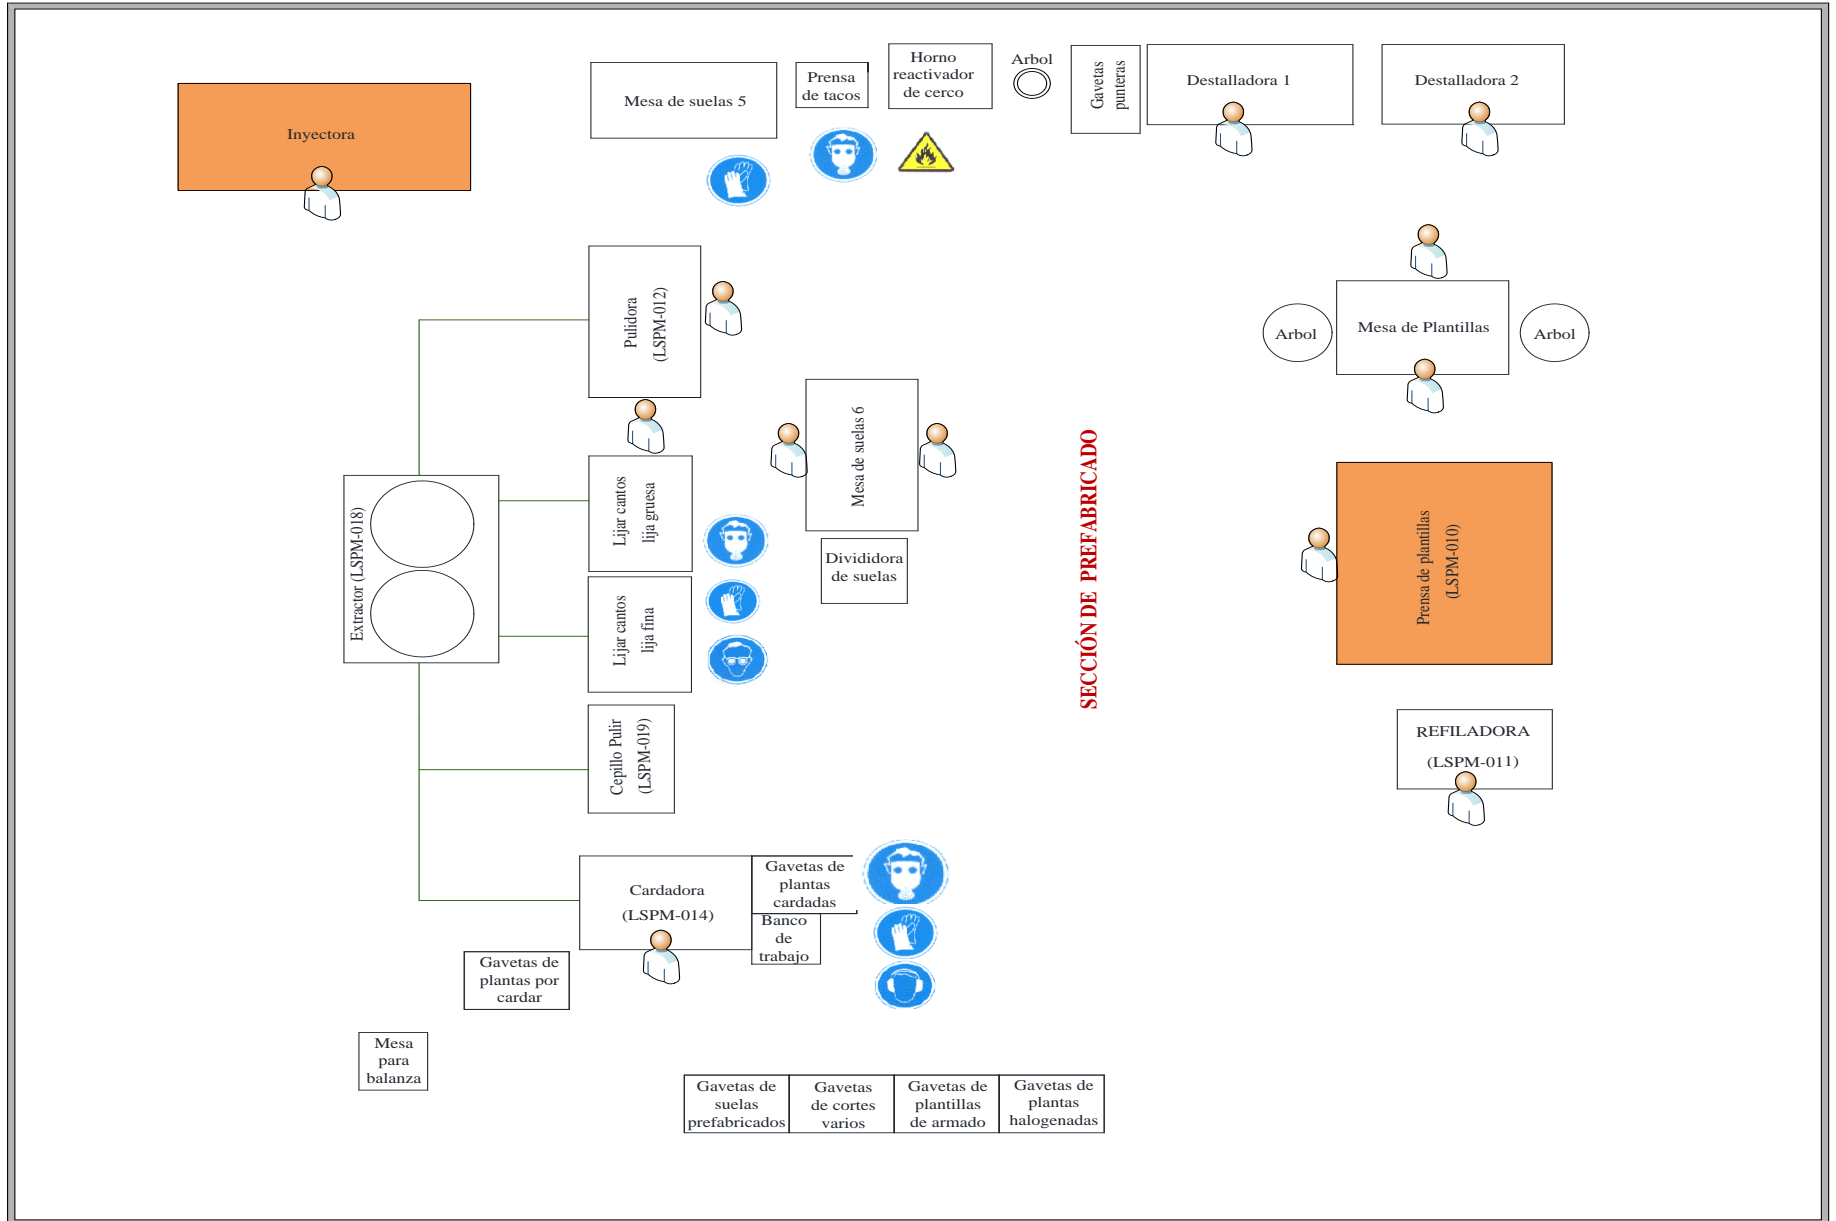 Inyectora
Mesa de suelas 5
Prensa
de tacos
Horno
reactivador
de cerco
Arbol
Gavetas
punteras
Destalladora 1
Destalladora 2
Pulidora
(LSPM-012)
Arbol
Mesa de Plantillas
Arbol
Mesa de suelas 6
Extractor (LSPM-018)
Lijar cantos
lija gruesa
Divididora
de suelas
SECCIÓN DE PREFABRICADO
Prensa de plantillas
(LSPM-010)
Lijar cantos
lija fina
Cepillo Pulir
(LSPM-019)
REFILADORA
(LSPM-011)
Cardadora
(LSPM-014)
Gavetas de
plantas
cardadas
Banco
de
trabajo
Gavetas de
plantas por
cardar
Mesa
para
balanza
Gavetas de
suelas
prefabricados
Gavetas
de cortes
varios
Gavetas de
plantillas
de armado
Gavetas de
plantas
halogenadas